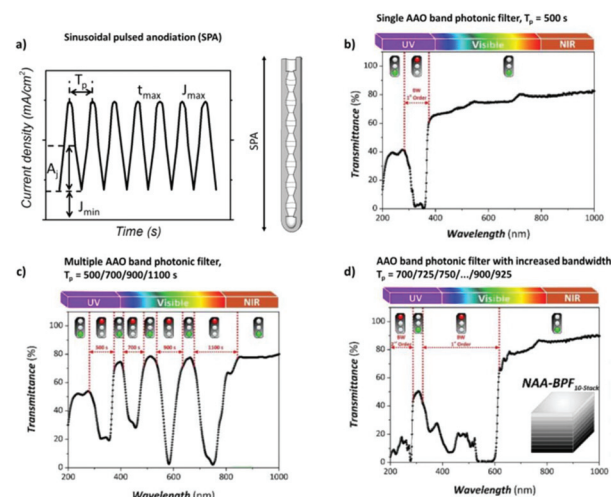 a)
Sinusoidal pulsed anodiation (SPA)
Current density (mA/cm²)
Tp
tmax
Jmax
Aj
Jmin
Time (s)
SPA
b)
Single AAO band photonic filter, Tp = 500 s
UV
Visible
NIR
BW
1st Order
Transmittance (%)
100
80
60
40
20
0
200
400
600
800
1000
Wavelength (nm)
c)
Multiple AAO band photonic filter,
Tp = 500/700/900/1100 s
UV
Visible
NIR
500 s
700 s
900 s
1100 s
Transmittance (%)
100
80
60
40
20
0
200
400
600
800
1000
Wavelength (nm)
d)
AAO band photonic filter with increased bandwidth
Tp = 700/725/750/.../900/925
UV
Visible
NIR
BW
Order
BW
1st Order
NAA-BPF10-Stack
Transmittance (%)
100
80
60
40
20
0
200
400
600
800
1000
Wavelength (nm)